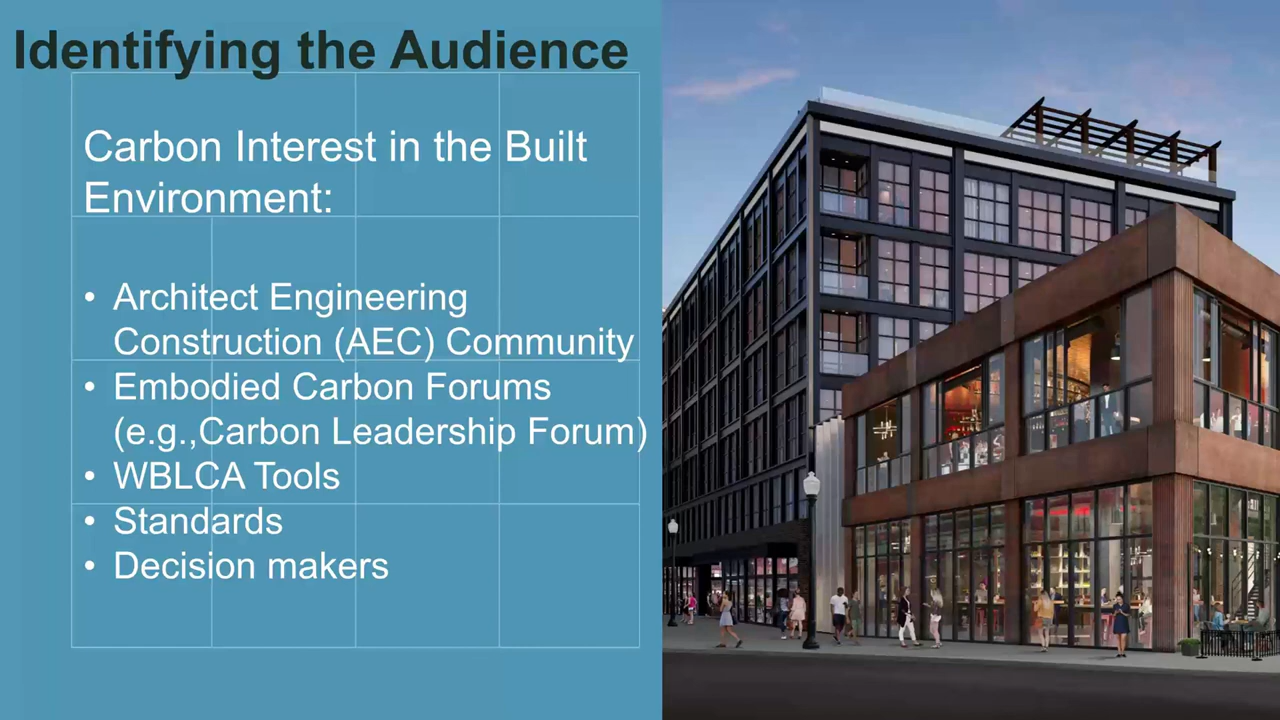 Identifying the Audience
Carbon Interest in the Built
Environment:
• Architect Engineering
Construction (AEC) Community
• Embodied Carbon Forums
(e.g.,Carbon Leadership Forum)
• WBLCA Tools
• Standards
• Decision makers